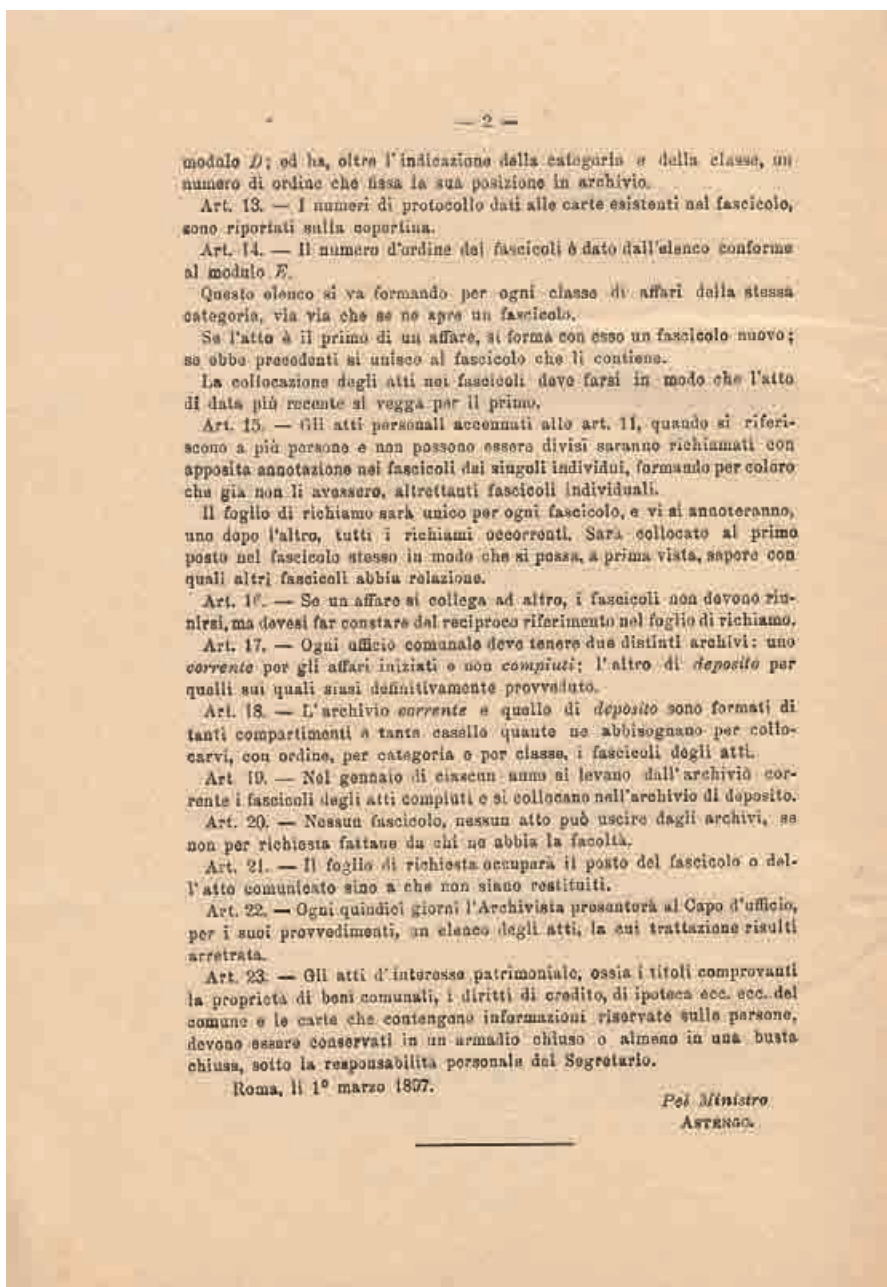 — 2 —
modulo D; ed ha, oltre l'indicazione della categoria e della classe, un
numero di ordine che fissa la sua posizione in archivio.
Art. 13. — I numeri di protocollo dati alle carte esistenti nel fascicolo,
sono riportati sulla copertina.
Art. 14. — Il numero d'ordine dei fascicoli è dato dall'elenco conforme
al modulo E.
Questo elenco si va formando per ogni classe di affari della stessa
categoria, via via che se ne apre un fascicolo.
Se l'atto è il primo di un affare, si forma con esso un fascicolo nuovo;
se ebbe precedenti si unisce al fascicolo che li contiene.
La collocazione degli atti nei fascicoli deve farsi in modo che l'atto
di data più recente si vegga per il primo.
Art. 15. — Gli atti personali accennati allo art. 11, quando si riferi-
scono a più persone e non possono essere divisi saranno richiamati con
apposita annotazione nei fascicoli dei singoli individui, formando per coloro
che già non li avessero, altrettanti fascicoli individuali.
Il foglio di richiamo sarà unico per ogni fascicolo, e vi si annoteranno,
uno dopo l'altro, tutti i richiami occorrenti. Sarà collocato al primo
posto nel fascicolo stesso in modo che si possa, a prima vista, sapere con
quali altri fascicoli abbia relazione.
Art. 16. — Se un affare si collega ad altro, i fascicoli non devono riu-
nirsi, ma devesi far constare del reciproco riferimento nel foglio di richiamo.
Art. 17. — Ogni ufficio comunale deve tenere due distinti archivi: uno
corrente per gli affari iniziati e non compiuti; l'altro di deposito per
quelli sui quali siasi definitivamente provveduto.
Art. 18. — L'archivio corrente e quello di deposito sono formati di
tanti compartimenti e tante caselle quante ne abbisognano per collo-
carvi, con ordine, per categoria e per classe, i fascicoli degli atti.
Art 19. — Nel gennaio di ciascun anno si levano dall'archivio cor-
rente i fascicoli degli atti compiuti e si collocano nell'archivio di deposito.
Art. 20. — Nessun fascicolo, nessun atto può uscire dagli archivi, se
non per richiesta fattane da chi ne abbia la facoltà.
Art. 21. — Il foglio di richiesta occuperà il posto del fascicolo o del-
l'atto comunicato sino a che non siano restituiti.
Art. 22. — Ogni quindici giorni l'Archivista presenterà al Capo d'ufficio,
per i suoi provvedimenti, un elenco degli atti, la cui trattazione risulti
arretrata.
Art. 23. — Gli atti d'interesse patrimoniale, ossia i titoli comprovanti
la proprietà di beni comunali, i diritti di credito, di ipoteca ecc. ecc. del
comune e le carte che contengono informazioni riservate sulle persone,
devono essere conservati in un armadio chiuso o almeno in una busta
chiusa, sotto la responsabilità personale del Segretario.
Roma, li 1° marzo 1897.
Pel Ministro
ASTENGO.